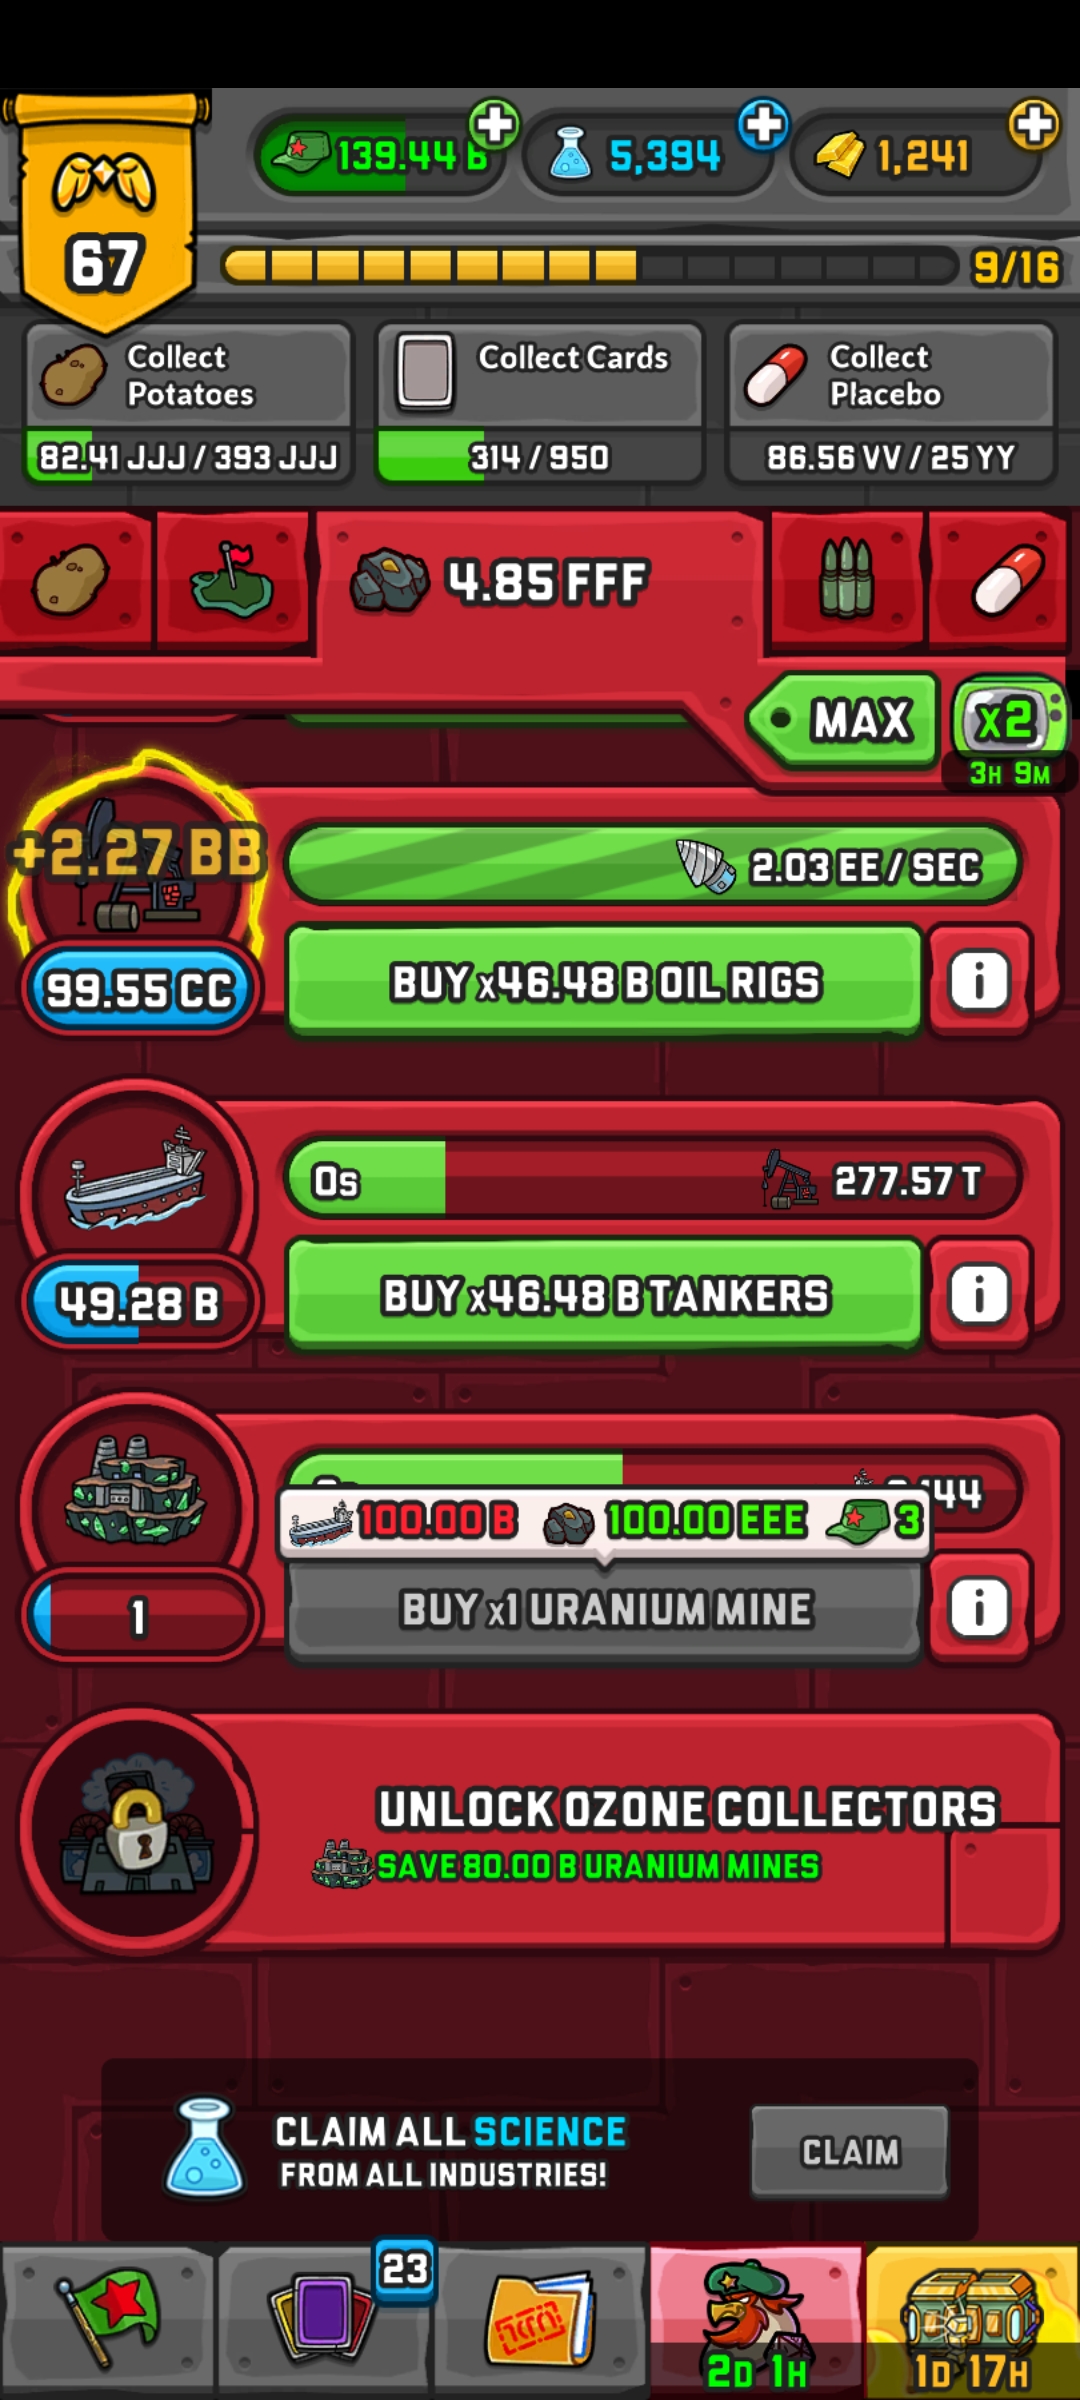 139.44 B
5,394
1,241
67
9/16
Collect
Potatoes
82.41 JJJ / 393 JJJ
Collect Cards
314 / 950
Collect
Placebo
86.56 VV / 25 YY
4.85 FFF
MAX
x2
3H 9M
+2.27 BB
2.03 EE / SEC
99.55 CC
BUY x46.48 B OIL RIGS
i
0s
277.57 T
49.28 B
BUY x46.48 B TANKERS
i
100.00 B
100.00 EEE
3
1
BUY x1 URANIUM MINE
i
UNLOCK OZONE COLLECTORS
SAVE 80.00 B URANIUM MINES
CLAIM ALL SCIENCE
FROM ALL INDUSTRIES!
CLAIM
23
2D 1H
1D 17H